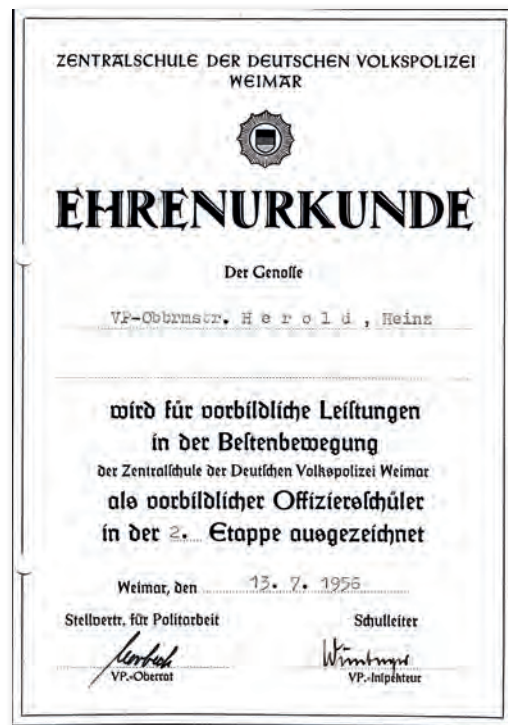 ZENTRALSCHULE DER DEUTSCHEN VOLKSPOLIZEI
WEIMAR
EHRENURKUNDE
Der Genoſſe
VP-Obbrmstr. H e r o l d , Heinz
wird für vorbildliche Leiſtungen
in der Beſtenbewegung
der Zentralſchule der Deutſchen Volkspolizei Weimar
als vorbildlicher Offiziersſchüler
in der 2. Etappe ausgezeichnet
Weimar, den 13. 7. 1956
Stellvertr. für Politarbeit Schulleiter
VP.-Oberrat VP.-Inſpekteur